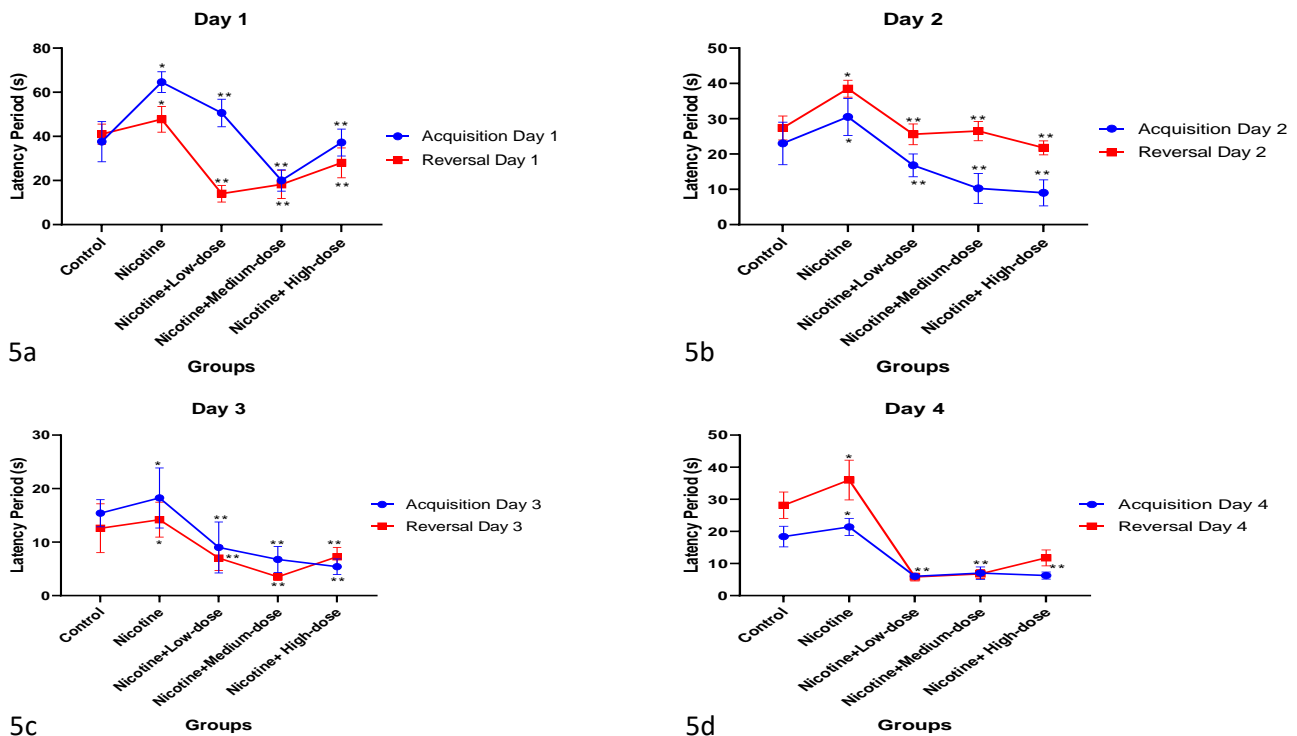 Day 1
Latency Period (s)
80
60
40
20
0
*
*
**
**
**
**
**
**
Acquisition Day 1
Reversal Day 1
Control
Nicotine
Nicotine+Low-dose
Nicotine+Medium-dose
Nicotine+ High-dose
5a
Groups
Day 2
Latency Period (s)
50
40
30
20
10
0
*
*
**
**
**
**
**
**
Acquisition Day 2
Reversal Day 2
Control
Nicotine
Nicotine+Low-dose
Nicotine+Medium-dose
Nicotine+ High-dose
5b
Groups
Day 3
Latency Period (s)
30
20
10
0
*
*
**
**
**
**
**
**
Acquisition Day 3
Reversal Day 3
Control
Nicotine
Nicotine+Low-dose
Nicotine+Medium-dose
Nicotine+ High-dose
5c
Groups
Day 4
Latency Period (s)
50
40
30
20
10
0
*
*
**
**
**
Acquisition Day 4
Reversal Day 4
Control
Nicotine
Nicotine+Low-dose
Nicotine+Medium-dose
Nicotine+ High-dose
5d
Groups